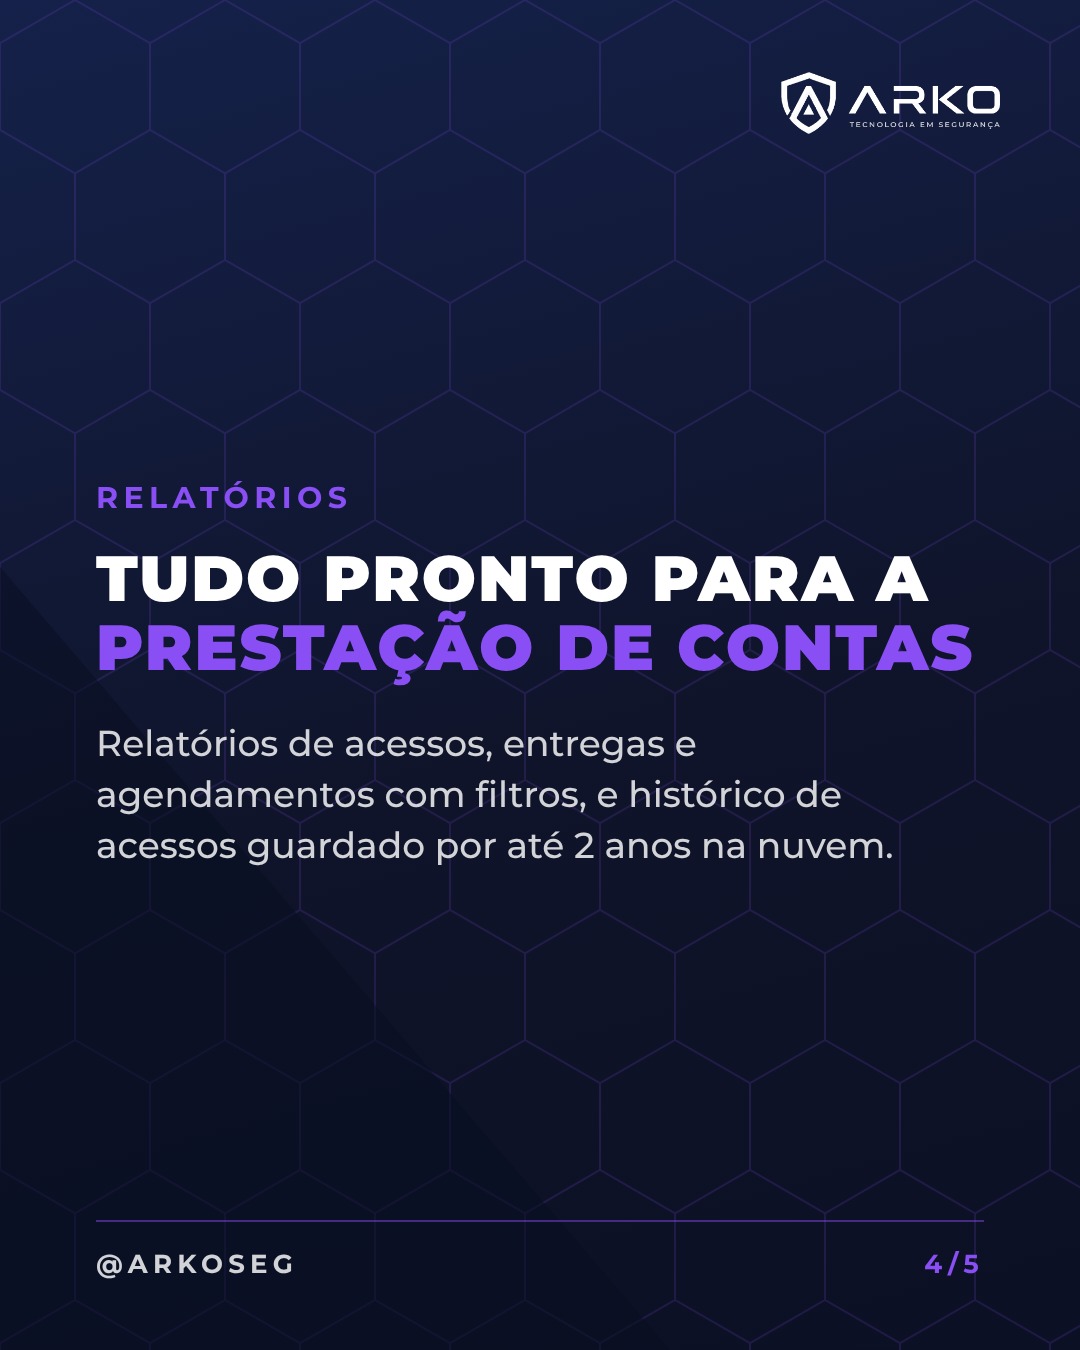 ARKO
TECNOLOGIA EM SEGURANÇA
RELATÓRIOS
TUDO PRONTO PARA A
PRESTAÇÃO DE CONTAS
Relatórios de acessos, entregas e
agendamentos com filtros, e histórico de
acessos guardado por até 2 anos na nuvem.
@ARKOSEG
4/5